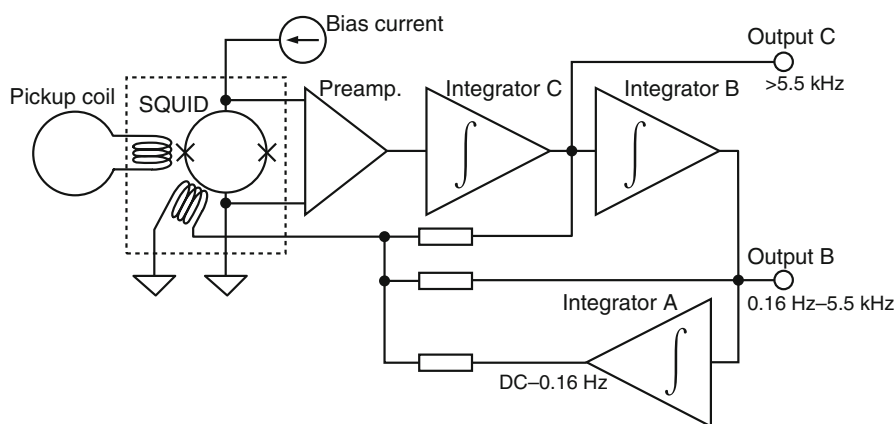 Bias current
Output C
>5.5 kHz
Pickup coil
SQUID
Preamp.
Integrator C
Integrator B
∫
∫
Output B
0.16 Hz–5.5 kHz
Integrator A
∫
DC–0.16 Hz